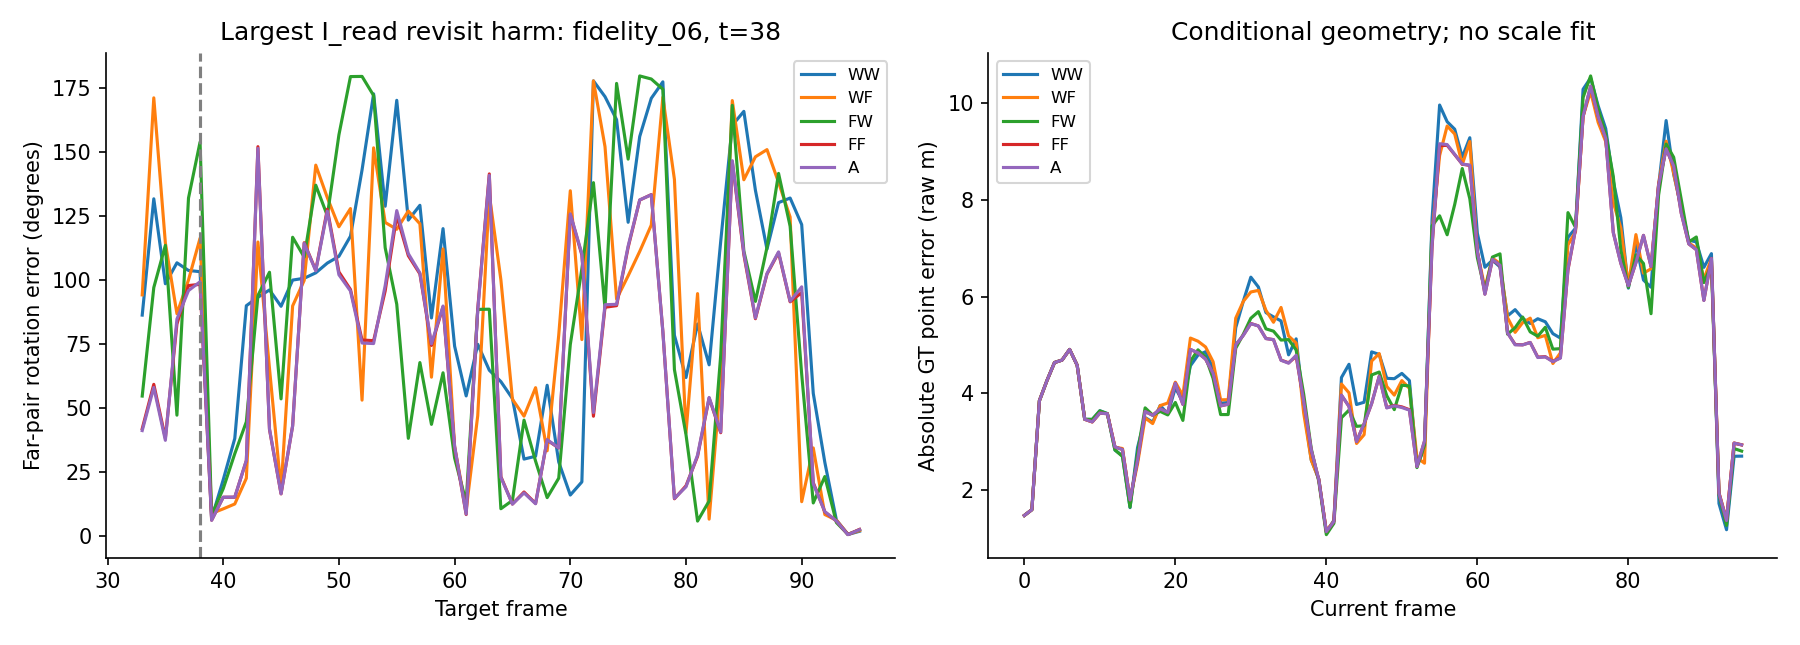 Largest I_read revisit harm: fidelity_06, t=38
Far-pair rotation error (degrees)
175
150
125
100
75
50
25
0
30 40 50 60 70 80 90
Target frame
WW
WF
FW
FF
A
Conditional geometry; no scale fit
Absolute GT point error (raw m)
10
8
6
4
2
0 20 40 60 80
Current frame
WW
WF
FW
FF
A